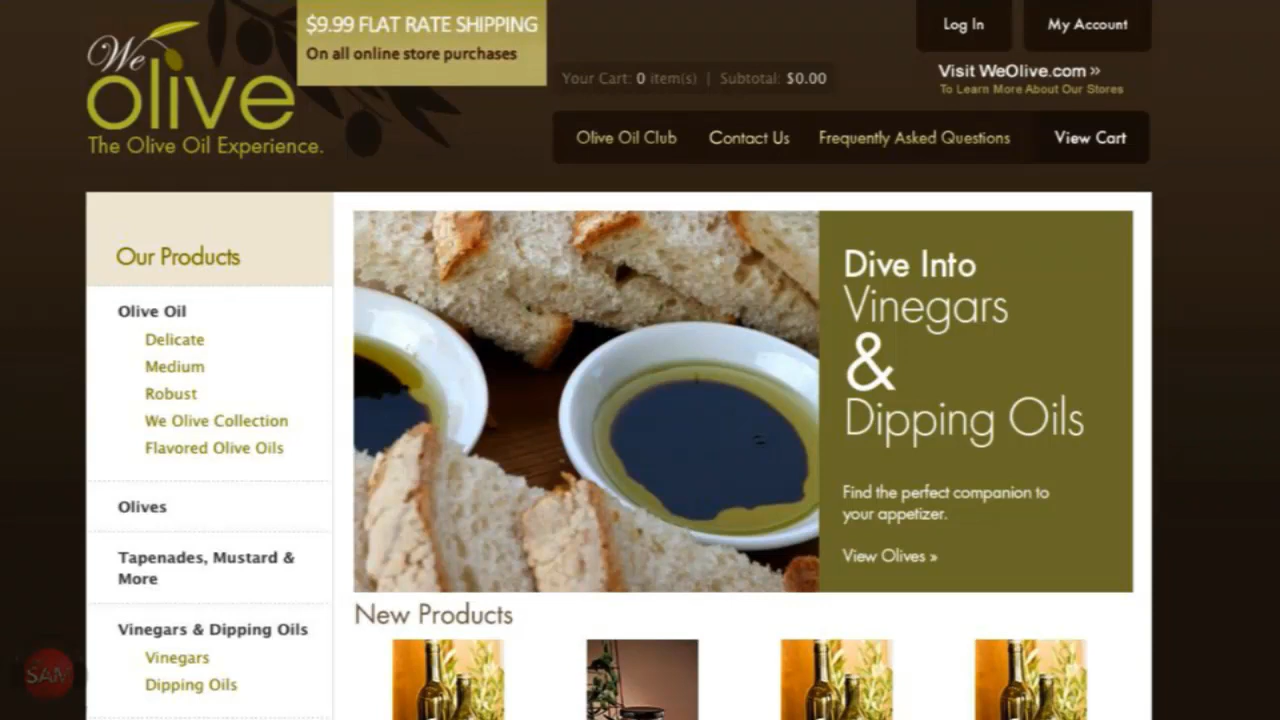 We
olive
The Olive Oil Experience.
$9.99 FLAT RATE SHIPPING
On all online store purchases
Your Cart: 0 item(s) | Subtotal: $0.00
Log In
My Account
Visit WeOlive.com »
To Learn More About Our Stores
Olive Oil Club
Contact Us
Frequently Asked Questions
View Cart
Our Products
Olive Oil
Delicate
Medium
Robust
We Olive Collection
Flavored Olive Oils
Olives
Tapenades, Mustard &
More
Vinegars & Dipping Oils
Vinegars
Dipping Oils
Dive Into
Vinegars
&
Dipping Oils
Find the perfect companion to
your appetizer.
View Olives »
New Products
SAM